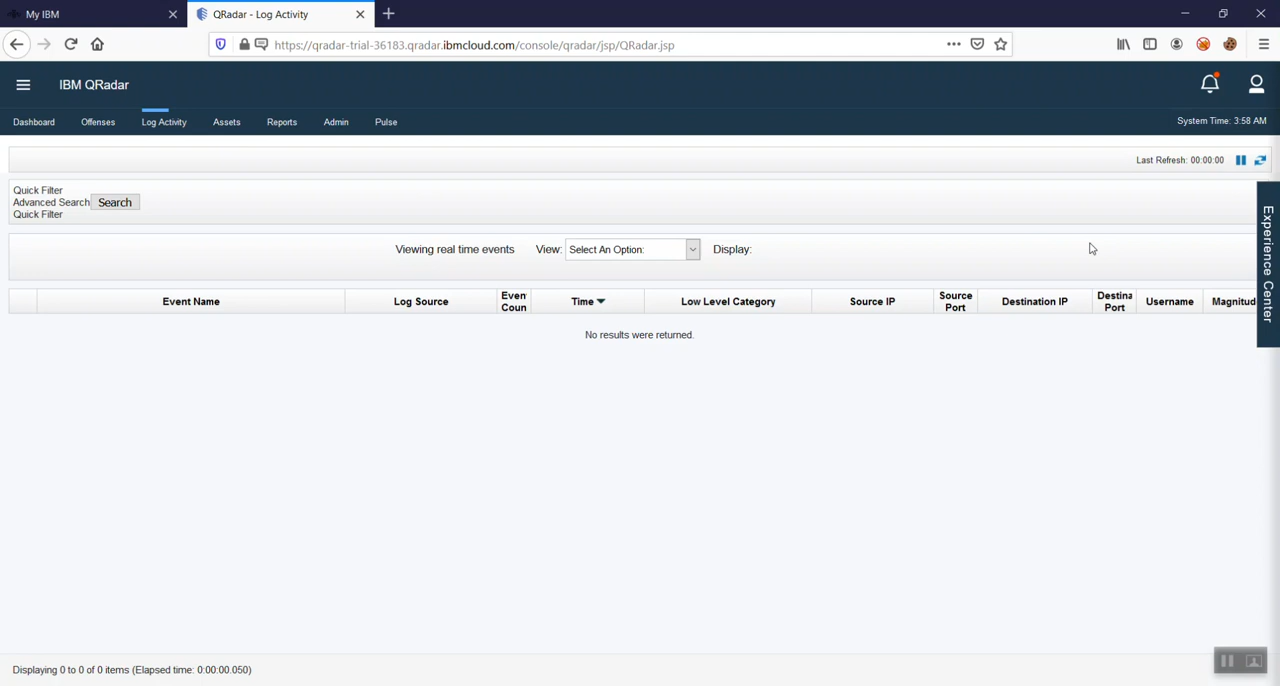 My IBM
QRadar - Log Activity
https://qradar-trial-36183.qradar.ibmcloud.com/console/qradar/jsp/QRadar.jsp
IBM QRadar
Dashboard Offenses Log Activity Assets Reports Admin Pulse System Time: 3:58 AM
Last Refresh: 00:00:00
Quick Filter
Advanced Search Search
Quick Filter
Viewing real time events View: Select An Option: Display:
Experience Center
Event Name Log Source Even Coun Time Low Level Category Source IP Source Port Destination IP Destina Port Username Magnitud
No results were returned.
Displaying 0 to 0 of 0 items (Elapsed time: 0:00:00.050)